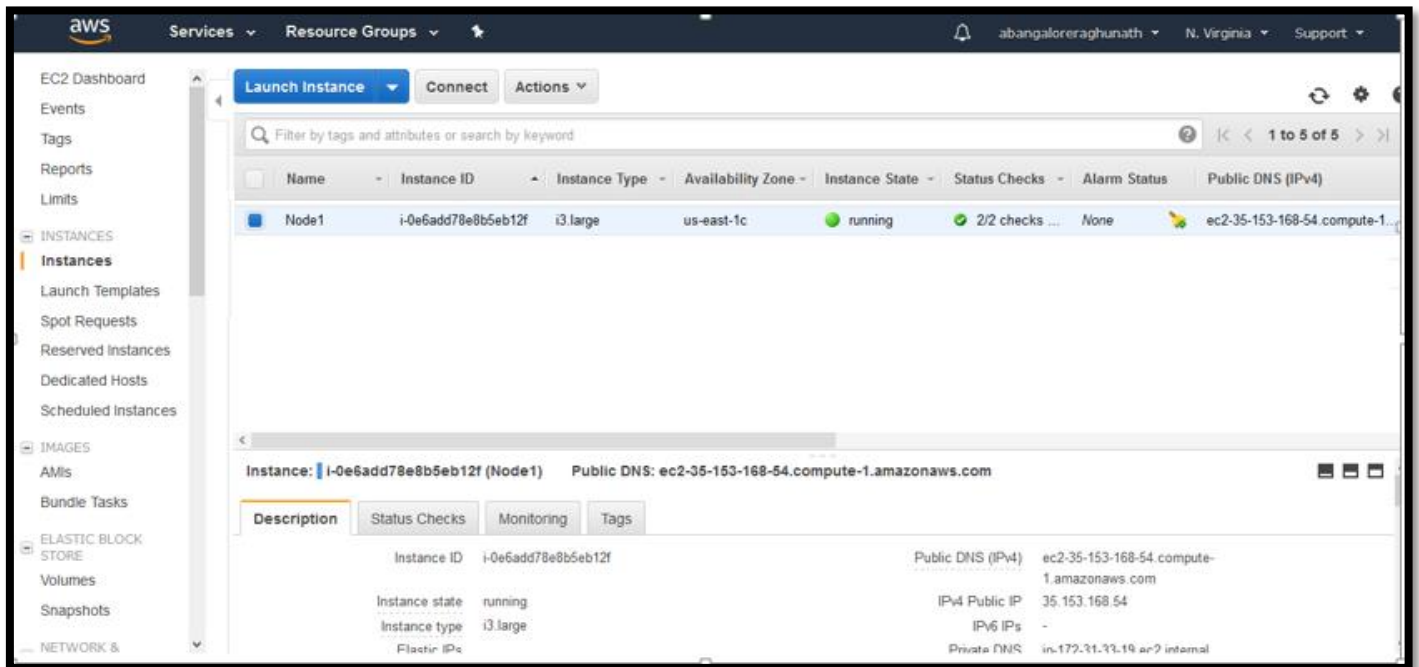 aws Services Resource Groups abangaloreraghunath N. Virginia Support
EC2 Dashboard
Events
Tags
Reports
Limits
INSTANCES
Instances
Launch Templates
Spot Requests
Reserved Instances
Dedicated Hosts
Scheduled Instances
IMAGES
AMIs
Bundle Tasks
ELASTIC BLOCK
STORE
Volumes
Snapshots
NETWORK &
Launch Instance Connect Actions
Filter by tags and attributes or search by keyword 1 to 5 of 5
Name Instance ID Instance Type Availability Zone Instance State Status Checks Alarm Status Public DNS (IPv4)
Node1 i-0e6add78e8b5eb12f i3.large us-east-1c running 2/2 checks ... None ec2-35-153-168-54.compute-1...
Instance: i-0e6add78e8b5eb12f (Node1) Public DNS: ec2-35-153-168-54.compute-1.amazonaws.com
Description Status Checks Monitoring Tags
Instance ID i-0e6add78e8b5eb12f Public DNS (IPv4) ec2-35-153-168-54.compute-
1.amazonaws.com
Instance state running IPv4 Public IP 35.153.168.54
Instance type i3.large IPv6 IPs -
Elastic IPs Private DNS ip-172-31-33-19.ec2.internal